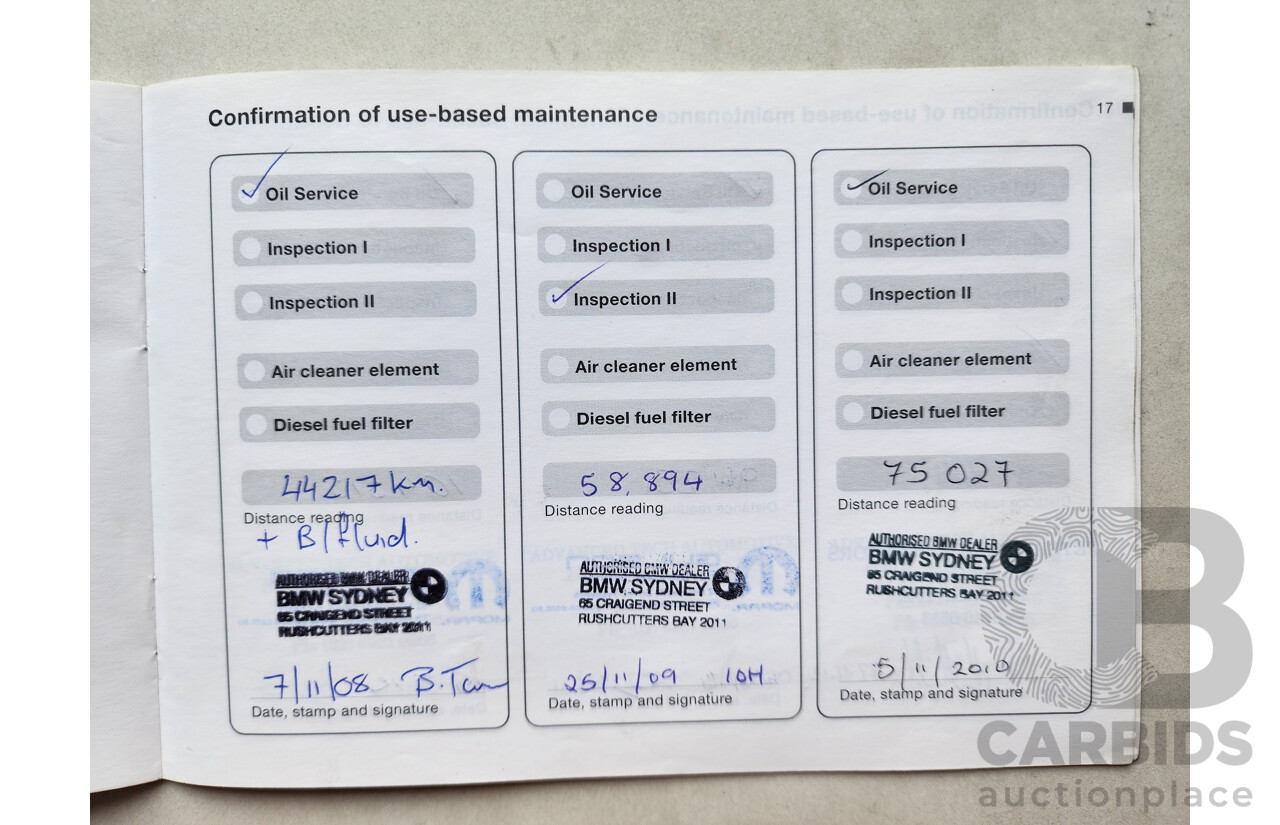 Confirmation of use-based maintenance
17
Oil Service
Inspection I
Inspection II
Air cleaner element
Diesel fuel filter
44217 km.
Distance reading
+ B/fluid.
AUTHORISED BMW DEALER
BMW SYDNEY
65 CRAIGEND STREET
RUSHCUTTERS BAY 2011
7/11/08 B.Tan
Date, stamp and signature
Oil Service
Inspection I
Inspection II
Air cleaner element
Diesel fuel filter
58,894
Distance reading
AUTHORISED BMW DEALER
BMW SYDNEY
65 CRAIGEND STREET
RUSHCUTTERS BAY 2011
25/11/09
Date, stamp and signature
Oil Service
Inspection I
Inspection II
Air cleaner element
Diesel fuel filter
75 027
Distance reading
AUTHORISED BMW DEALER
BMW SYDNEY
65 CRAIGEND STREET
RUSHCUTTERS BAY 2011
5/11/2010
Date, stamp and signature
CARBIDS
auctionplace